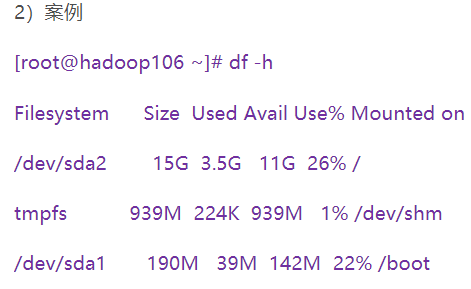 2）案例
[root@hadoop106 ~]# df -h
Filesystem      Size  Used Avail Use% Mounted on
/dev/sda2        15G  3.5G   11G  26% /
tmpfs           939M  224K  939M   1% /dev/shm
/dev/sda1       190M   39M  142M  22% /boot